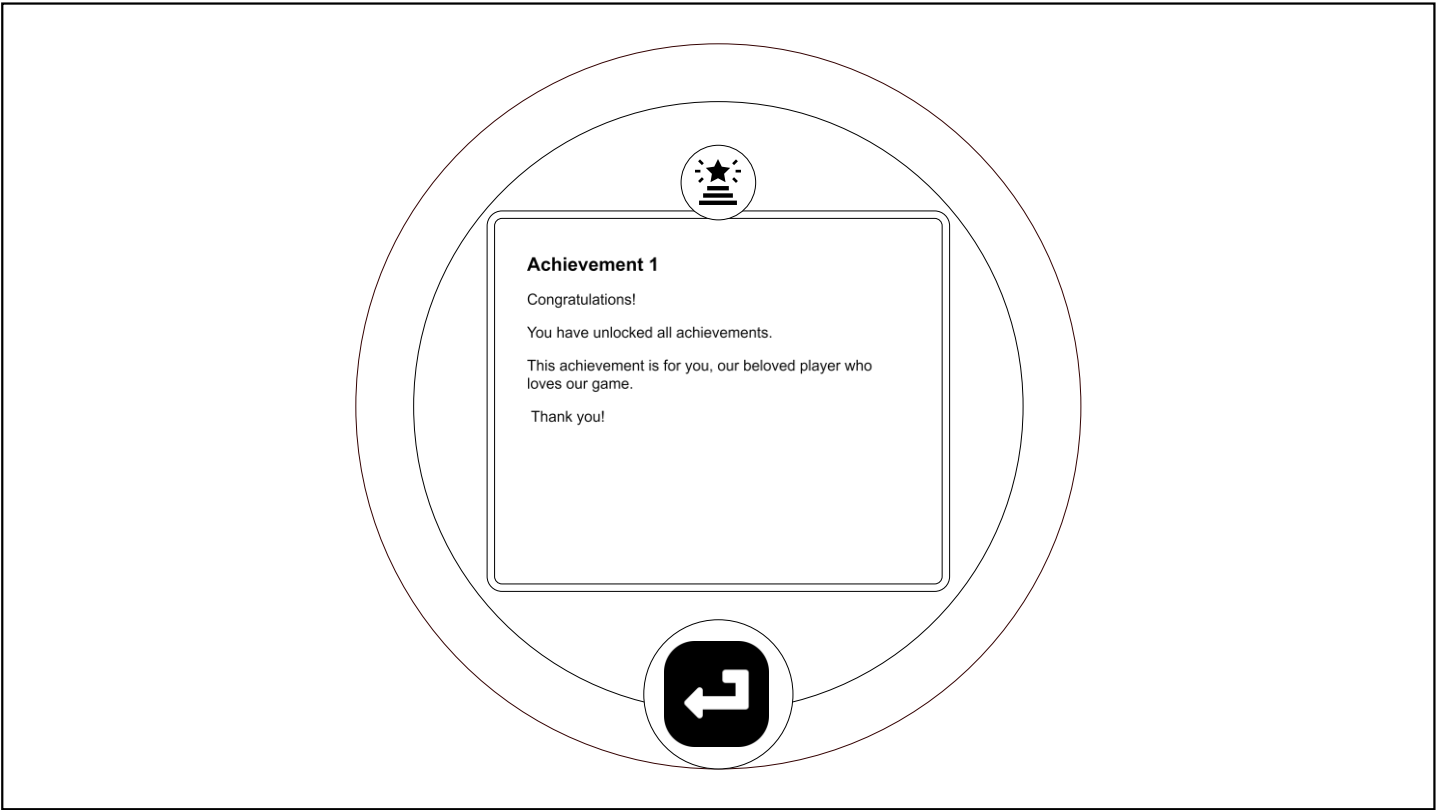 Achievement 1
Congratulations!
You have unlocked all achievements.
This achievement is for you, our beloved player who
loves our game.
Thank you!